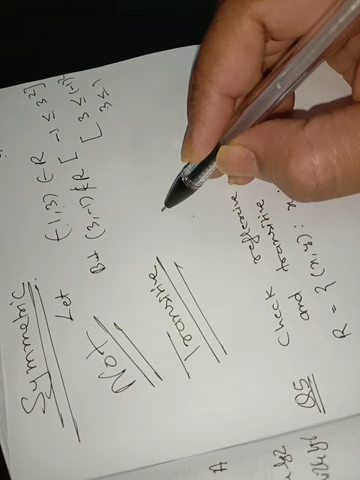 Symmetric:
Let (-1, 3) ∈ R [ -1 ≤ 3²]
But (3, -1) ∉ R [ 3 ≤ (-1)²
3 ≤ 1
Not
Transitive
Q5 Check reflexive
and transitive
R = {(x, y) : x
A